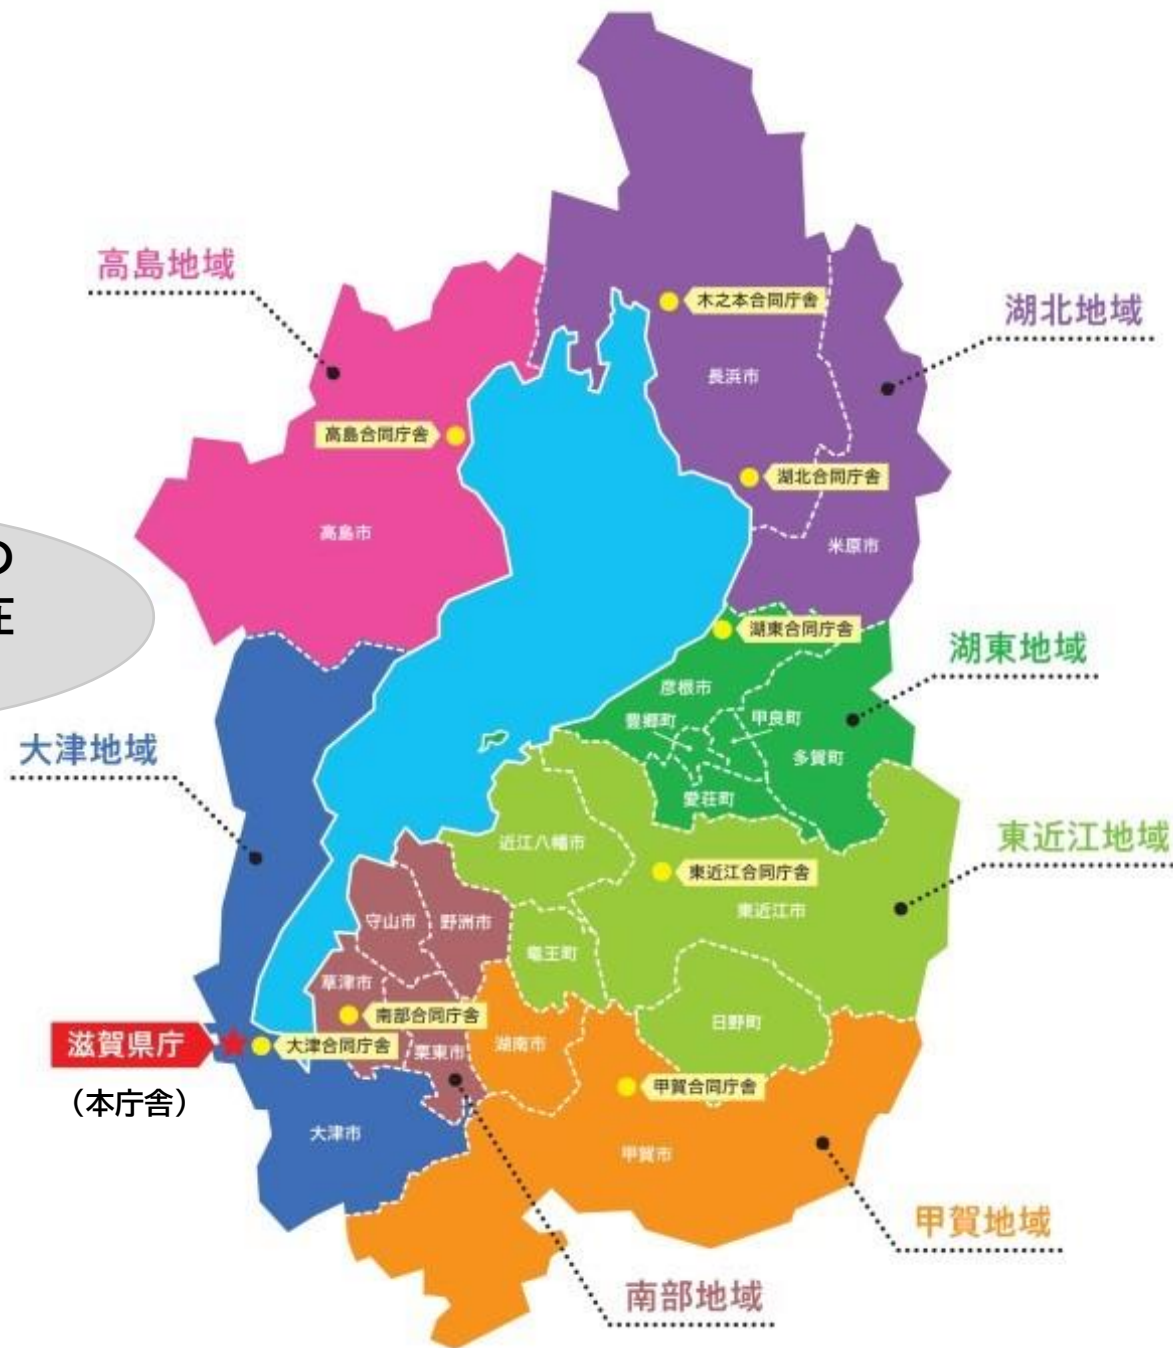 高島地域
木之本合同庁舎
湖北地域
長浜市
高島合同庁舎
湖北合同庁舎
高島市
米原市
の
在
湖東合同庁舎
湖東地域
彦根市
豊郷町
甲良町
大津地域
多賀町
愛荘町
東近江地域
近江八幡市
東近江合同庁舎
東近江市
守山市
野洲市
竜王町
草津市
南部合同庁舎
日野町
滋賀県庁
大津合同庁舎
栗東市
湖南市
(本庁舎)
甲賀合同庁舎
大津市
甲賀市
甲賀地域
南部地域